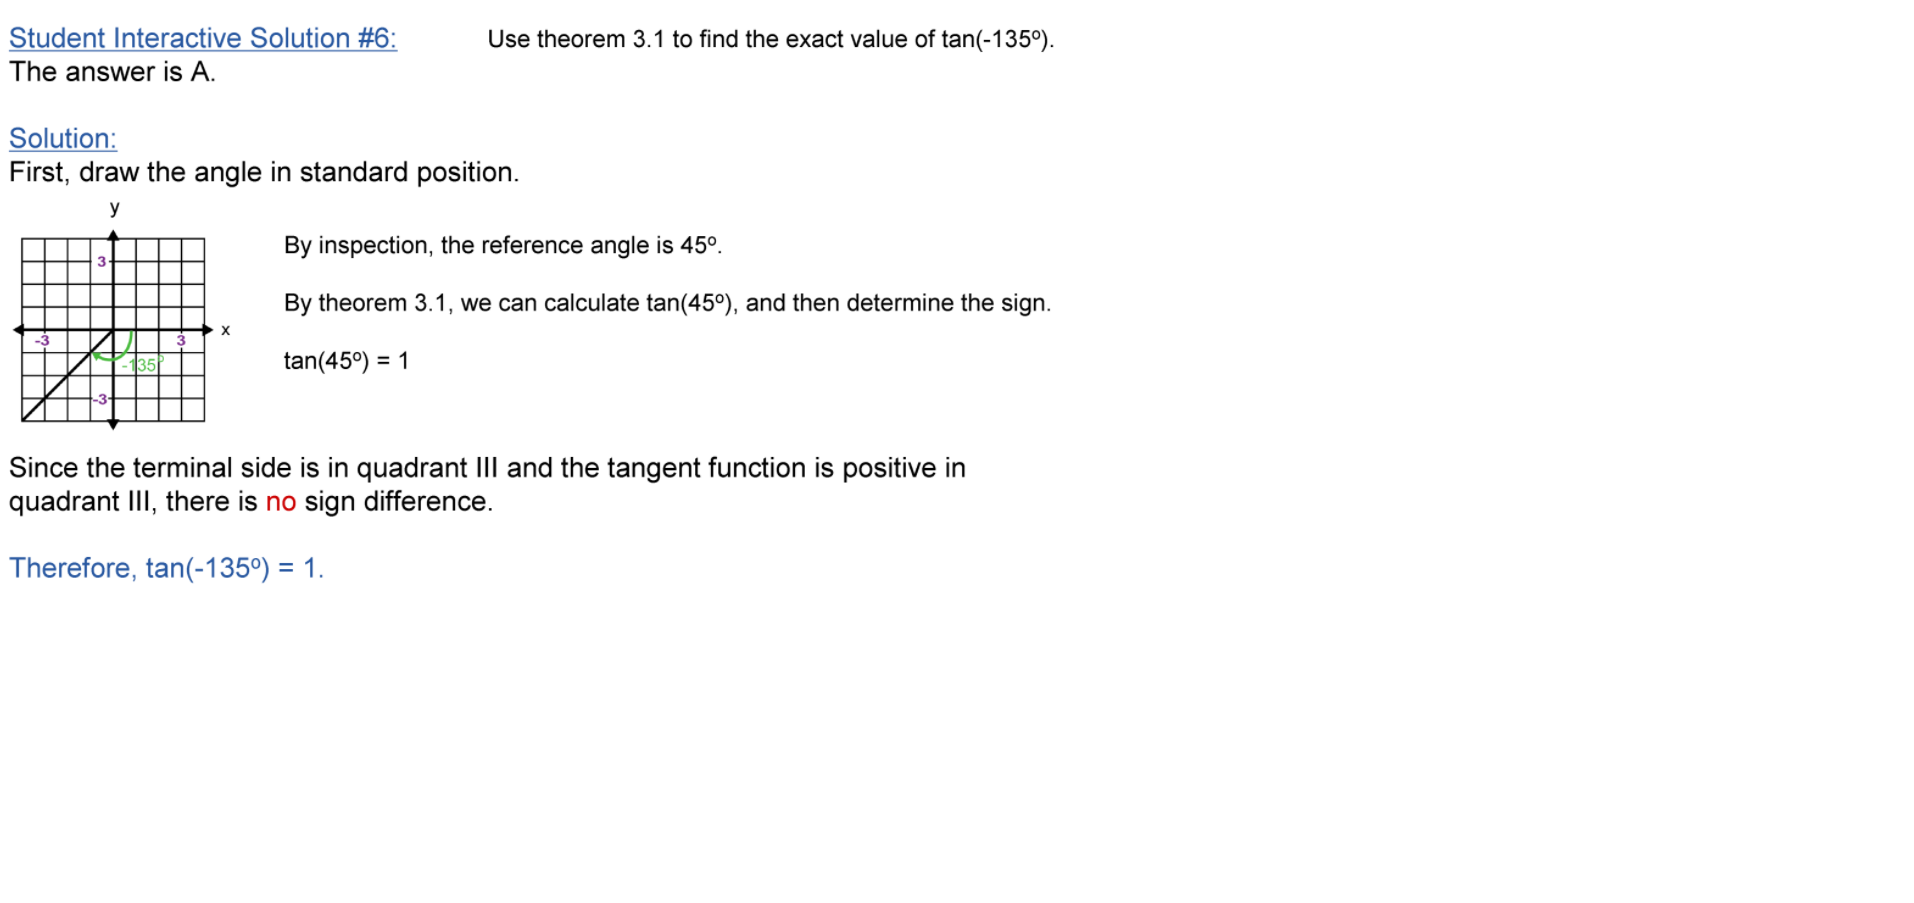 Student Interactive Solution #6: Use theorem 3.1 to find the exact value of tan(-135º).
The answer is A.
Solution:
First, draw the angle in standard position.
y
3
x
-3
3
-135º
-3
By inspection, the reference angle is 45º.
By theorem 3.1, we can calculate tan(45º), and then determine the sign.
tan(45º) = 1
Since the terminal side is in quadrant III and the tangent function is positive in
quadrant III, there is no sign difference.
Therefore, tan(-135º) = 1.